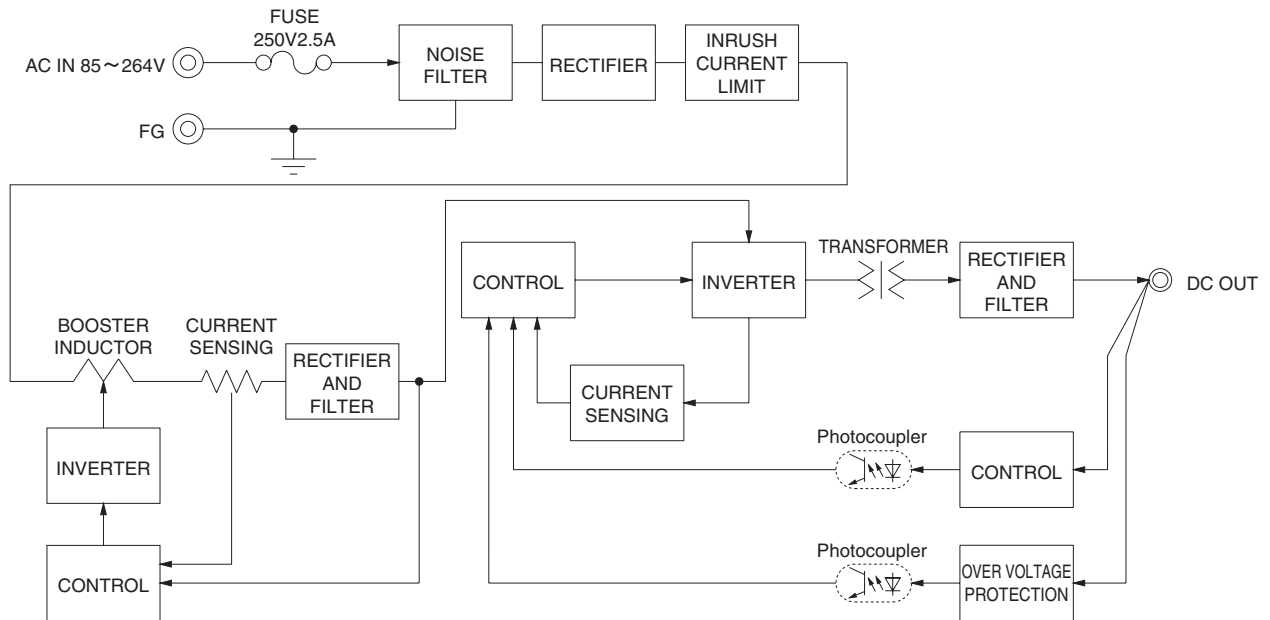 FUSE
250V2.5A
AC IN 85～264V
NOISE
FILTER
RECTIFIER
INRUSH
CURRENT
LIMIT
FG
TRANSFORMER
CONTROL
INVERTER
RECTIFIER
AND
FILTER
DC OUT
BOOSTER
INDUCTOR
CURRENT
SENSING
RECTIFIER
AND
FILTER
CURRENT
SENSING
INVERTER
Photocoupler
CONTROL
CONTROL
Photocoupler
OVER VOLTAGE
PROTECTION